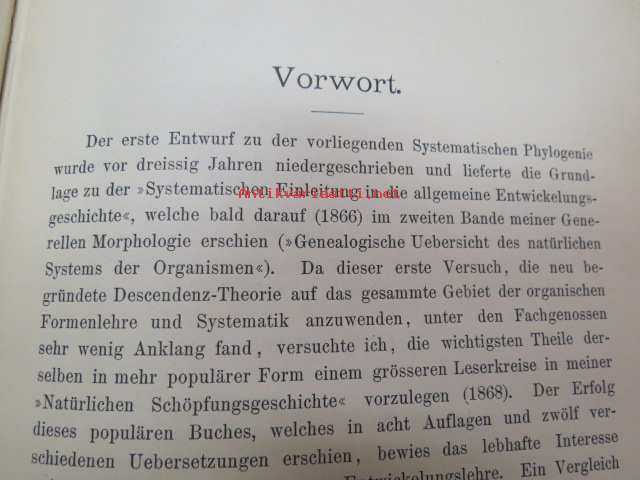 Vorwort.
Der erste Entwurf zu der vorliegenden Systematischen Phylogenie
wurde vor dreissig Jahren niedergeschrieben und lieferte die Grund-
lage zu der »Systematischen Einleitung in die allgemeine Entwickelungs-
geschichte«, welche bald darauf (1866) im zweiten Bande meiner Gene-
rellen Morphologie erschien (»Genealogische Uebersicht des natürlichen
Systems der Organismen«). Da dieser erste Versuch, die neu be-
gründete Descendenz-Theorie auf das gesammte Gebiet der organischen
Formenlehre und Systematik anzuwenden, unter den Fachgenossen
sehr wenig Anklang fand, versuchte ich, die wichtigsten Theile der-
selben in mehr populärer Form einem grösseren Leserkreise in meiner
»Natürlichen Schöpfungsgeschichte« vorzulegen (1868). Der Erfolg
dieses populären Buches, welches in acht Auflagen und zwölf ver-
schiedenen Uebersetzungen erschien, bewies das lebhafte Interesse
Entwickelungslehre. Ein Vergleich